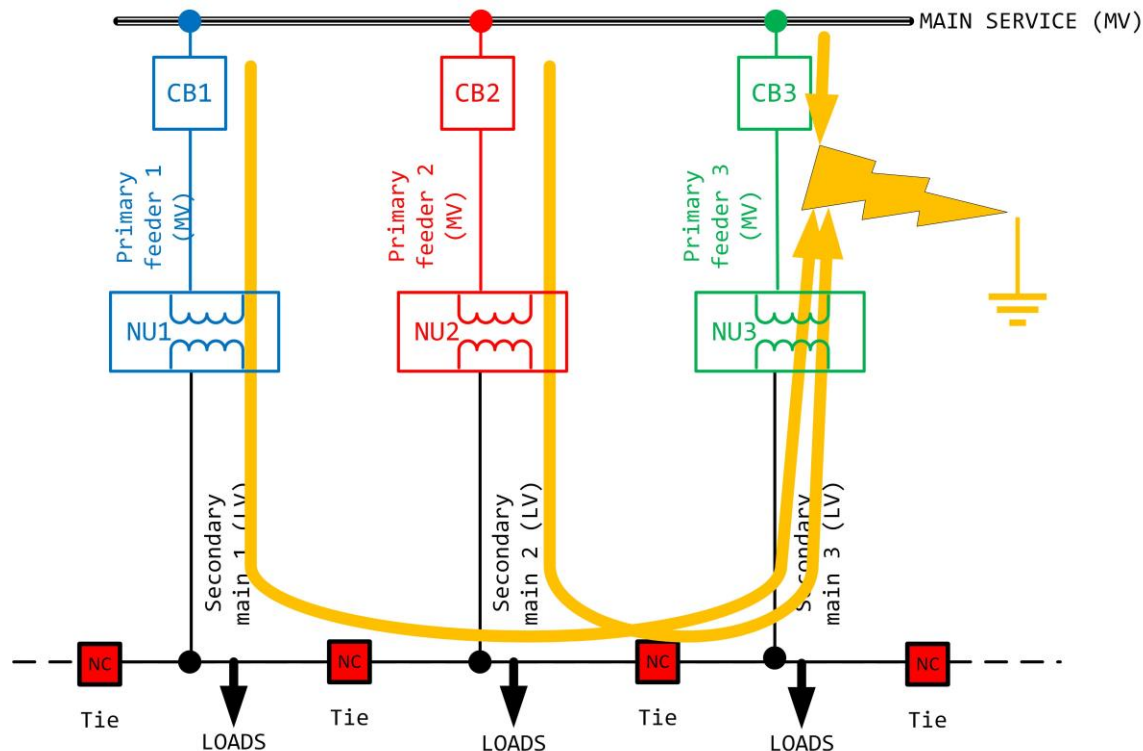 MAIN SERVICE (MV)
CB1
CB2
CB3
Primary
feeder 1
(MV)
Primary
feeder 2
(MV)
Primary
feeder 3
(MV)
NU1
NU2
NU3
Secondary
main 1 (LV)
Secondary
main 2 (LV)
Secondary
main 3 (LV)
NC
NC
NC
NC
Tie
Tie
Tie
Tie
LOADS
LOADS
LOADS